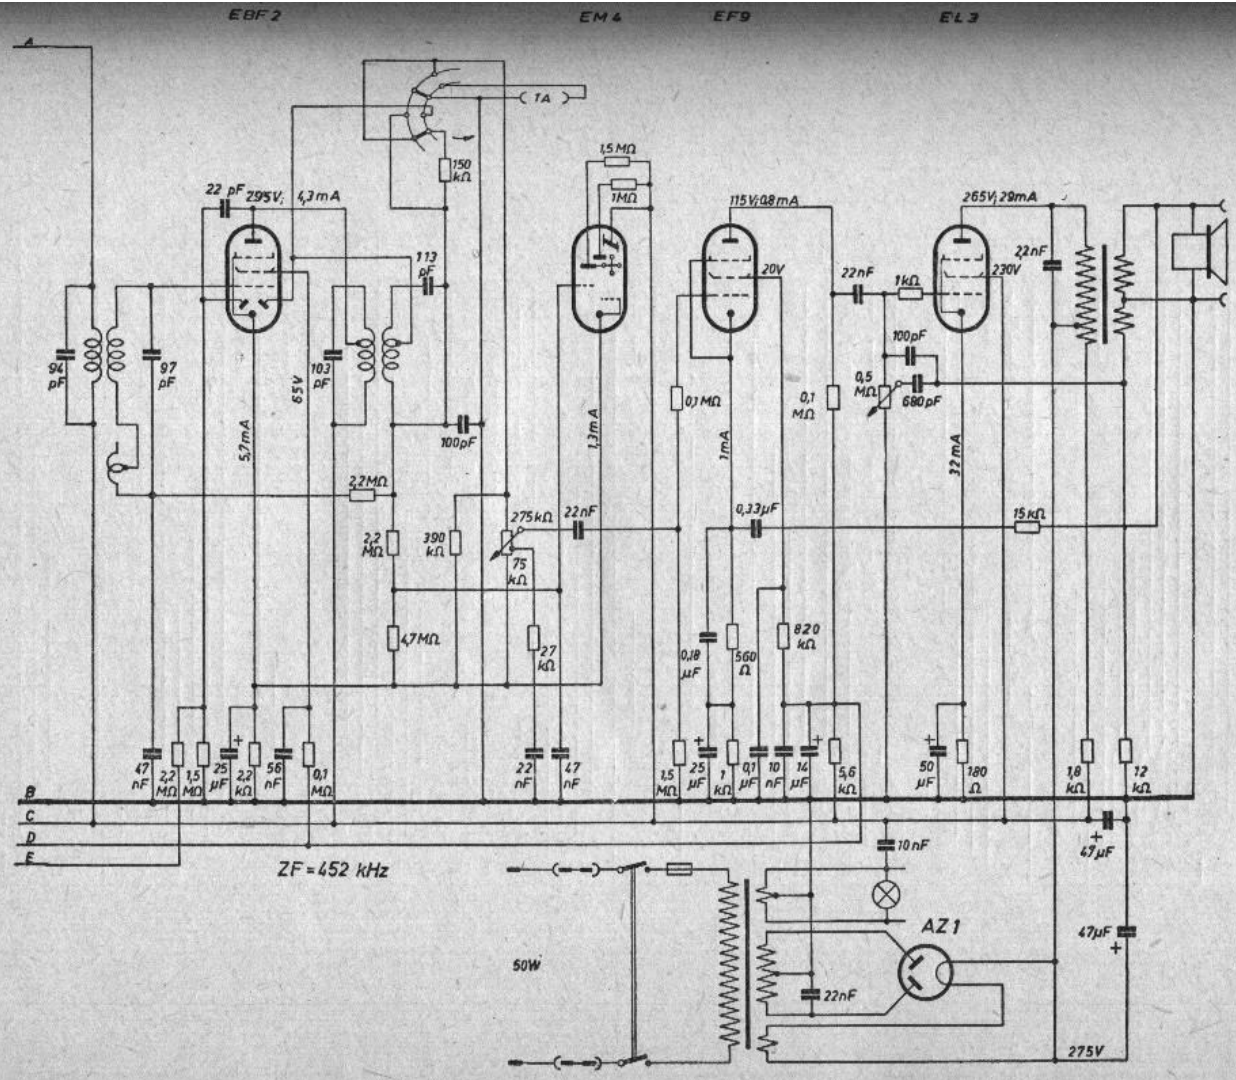 EBF2
EM4
EF9
EL3
A
1A
150
kΩ
1,5MΩ
1MΩ
22 pF
295V;
4,3mA
115V;0,8mA
265V;29mA
113
pF
20V
22nF
1kΩ
230V
2,2nF
94
pF
97
pF
103
pF
65V
5,7mA
100pF
1,3mA
0,1MΩ
1mA
0,1
MΩ
100pF
0,5
MΩ
680pF
32mA
2,2MΩ
275kΩ
22nF
0,33µF
15kΩ
2,2
MΩ
390
kΩ
75
kΩ
4,7MΩ
27
kΩ
0,18
µF
560
Ω
820
kΩ
47
nF
2,2
MΩ
1,5
MΩ
+
25
µF
2,2
kΩ
56
nF
0,1
MΩ
22
nF
47
nF
1,5
MΩ
+
25
µF
1
kΩ
0,1
µF
10
nF
+
14
µF
5,6
kΩ
+
50
µF
180
Ω
1,8
kΩ
12
kΩ
B
C
D
E
ZF = 452 kHz
10nF
+
47µF
AZ1
47µF
+
50W
22nF
275V